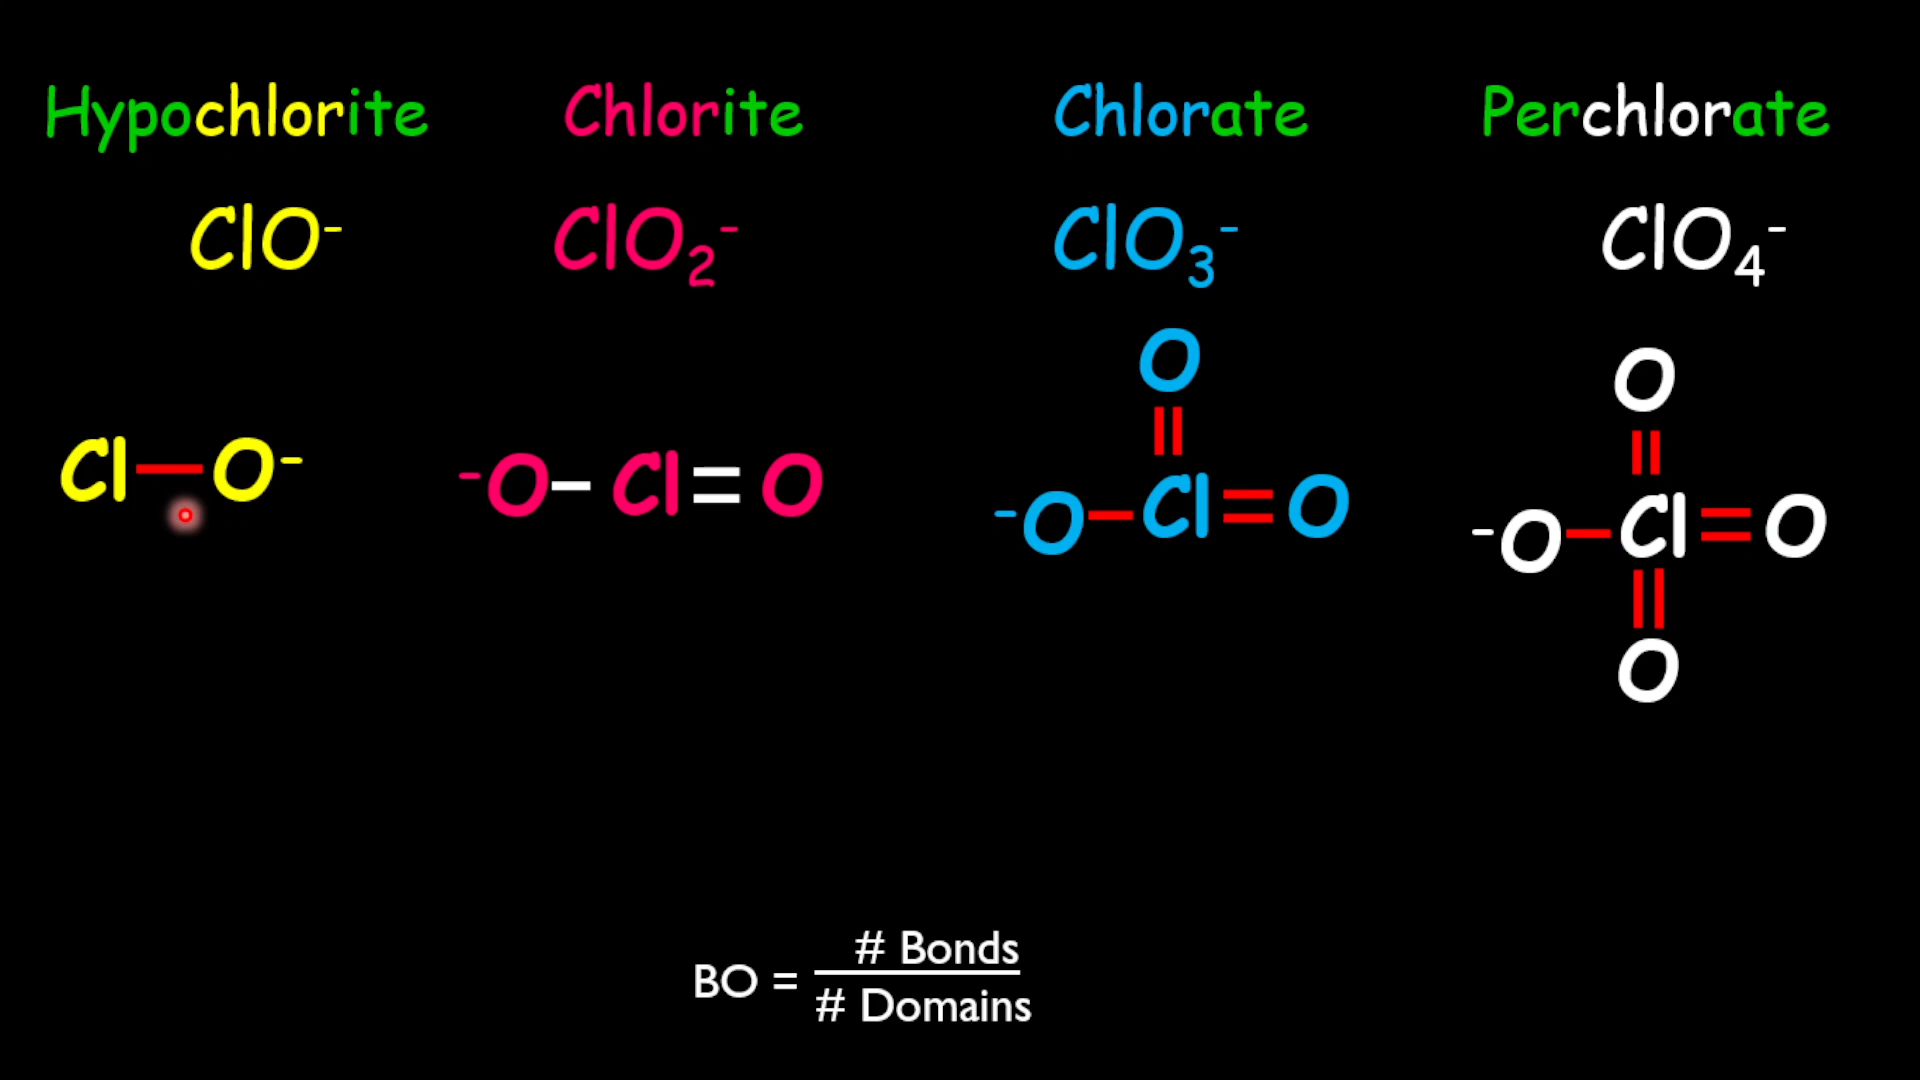 Hypochlorite Chlorite Chlorate Perchlorate
ClO⁻ ClO₂⁻ ClO₃⁻ ClO₄⁻
O
O
Cl—O⁻ ⁻O—Cl=O ⁻O—Cl=O ⁻O—Cl=O
O
BO = # Bonds
# Domains